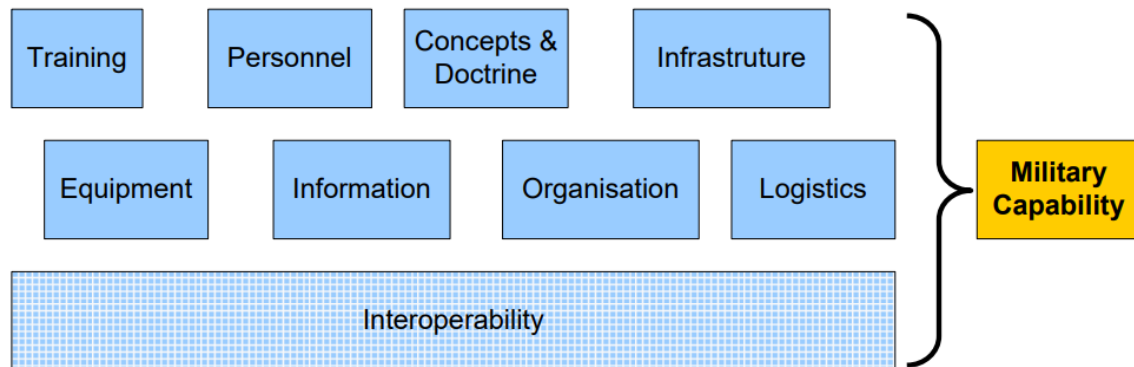 Training
Personnel
Concepts &
Doctrine
Infrastruture
Equipment
Information
Organisation
Logistics
Military
Capability
Interoperability